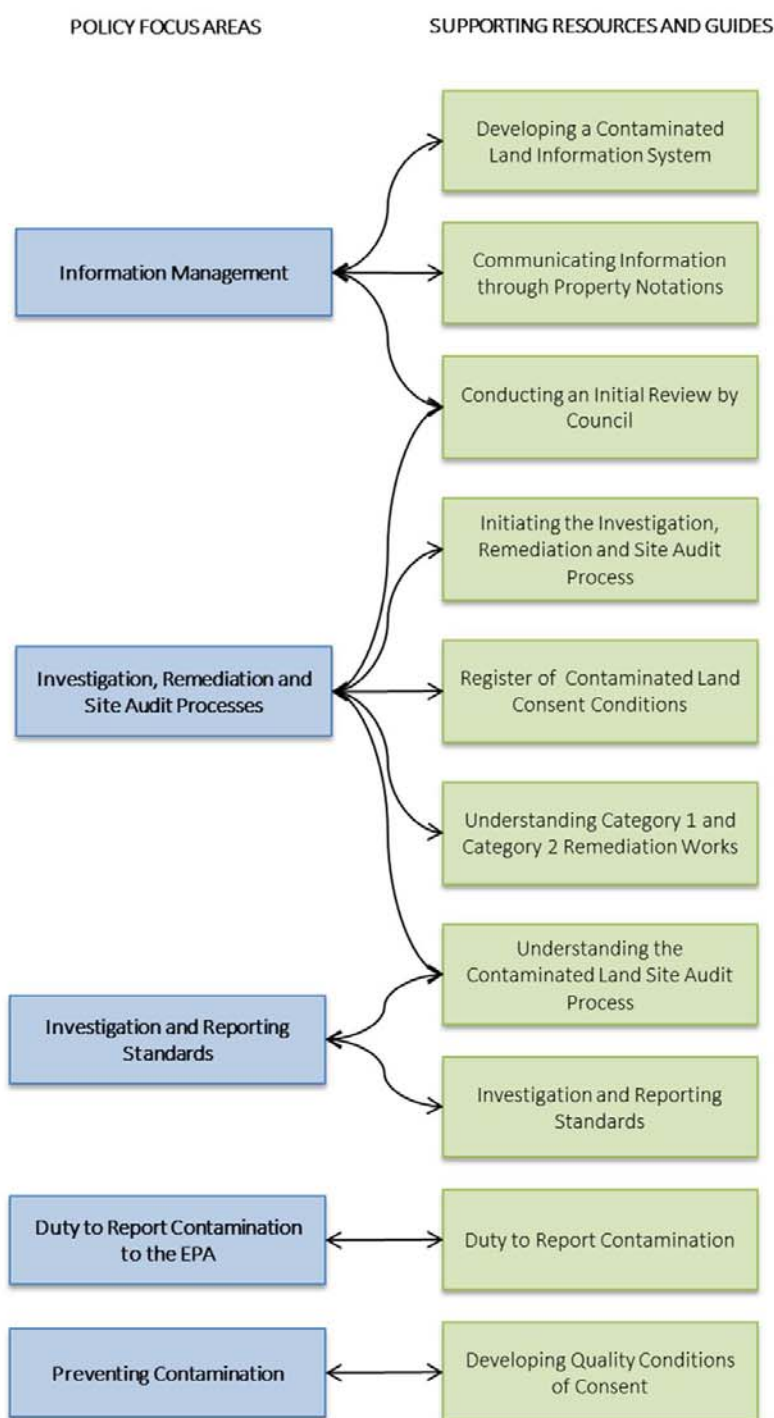 POLICY FOCUS AREAS
SUPPORTING RESOURCES AND GUIDES
Developing a Contaminated
Land Information System
Information Management
Communicating Information
through Property Notations
Conducting an Initial Review by
Council
Initiating the Investigation,
Remediation and Site Audit
Process
Investigation, Remediation and
Site Audit Processes
Register of Contaminated Land
Consent Conditions
Understanding Category 1 and
Category 2 Remediation Works
Understanding the
Contaminated Land Site Audit
Process
Investigation and Reporting
Standards
Investigation and Reporting
Standards
Duty to Report Contamination
to the EPA
Duty to Report Contamination
Preventing Contamination
Developing Quality Conditions
of Consent